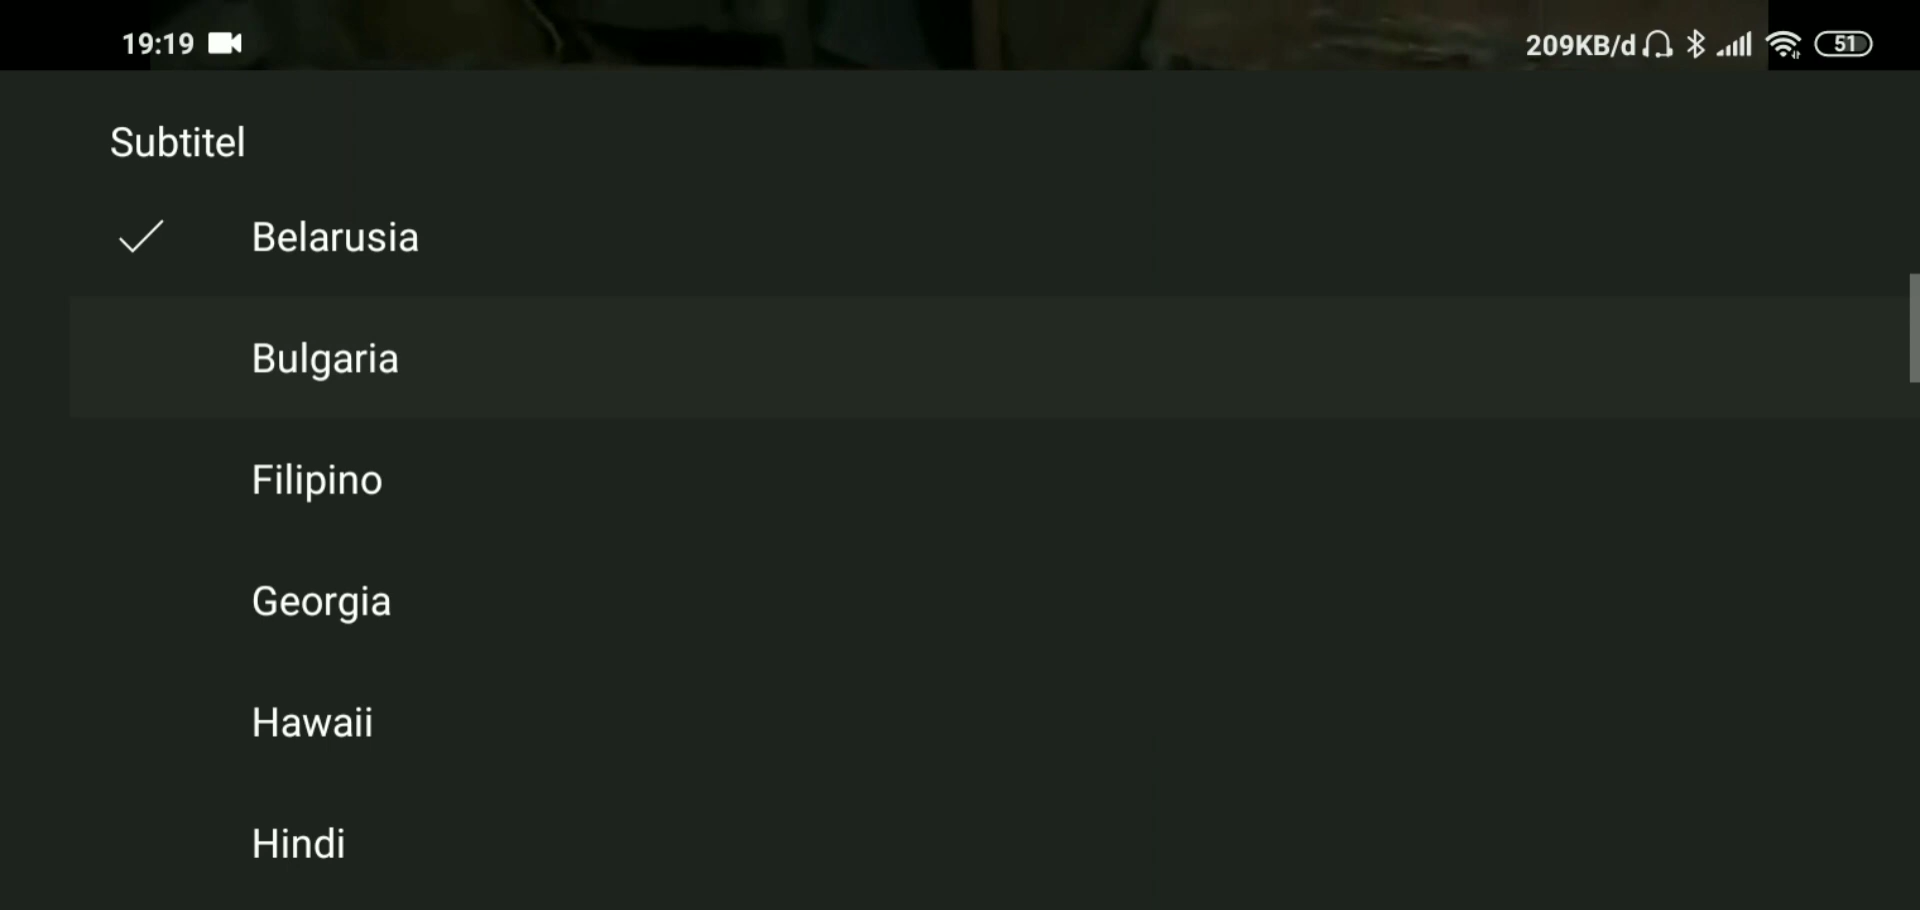 19:19 209KB/d 51
Subtitel
Belarusia
Bulgaria
Filipino
Georgia
Hawaii
Hindi